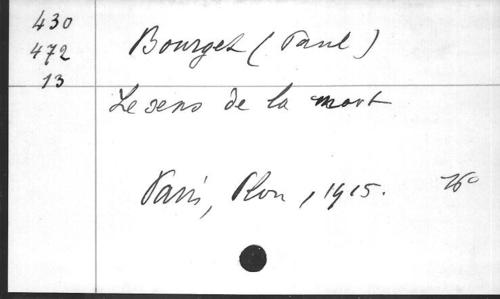 430
472
13
Bourget (Paul)
Le sens de la mort
Paris, Plon, 1915.